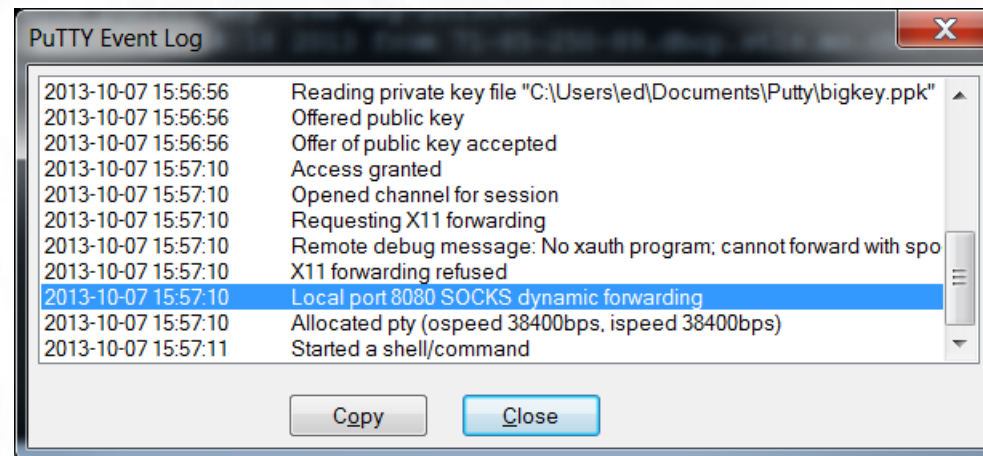 PuTTY Event Log
2013-10-07 15:56:56 Reading private key file "C:\Users\ed\Documents\Putty\bigkey.ppk"
2013-10-07 15:56:56 Offered public key
2013-10-07 15:56:56 Offer of public key accepted
2013-10-07 15:57:10 Access granted
2013-10-07 15:57:10 Opened channel for session
2013-10-07 15:57:10 Requesting X11 forwarding
2013-10-07 15:57:10 Remote debug message: No xauth program; cannot forward with spo
2013-10-07 15:57:10 X11 forwarding refused
2013-10-07 15:57:10 Local port 8080 SOCKS dynamic forwarding
2013-10-07 15:57:10 Allocated pty (ospeed 38400bps, ispeed 38400bps)
2013-10-07 15:57:11 Started a shell/command
Copy Close